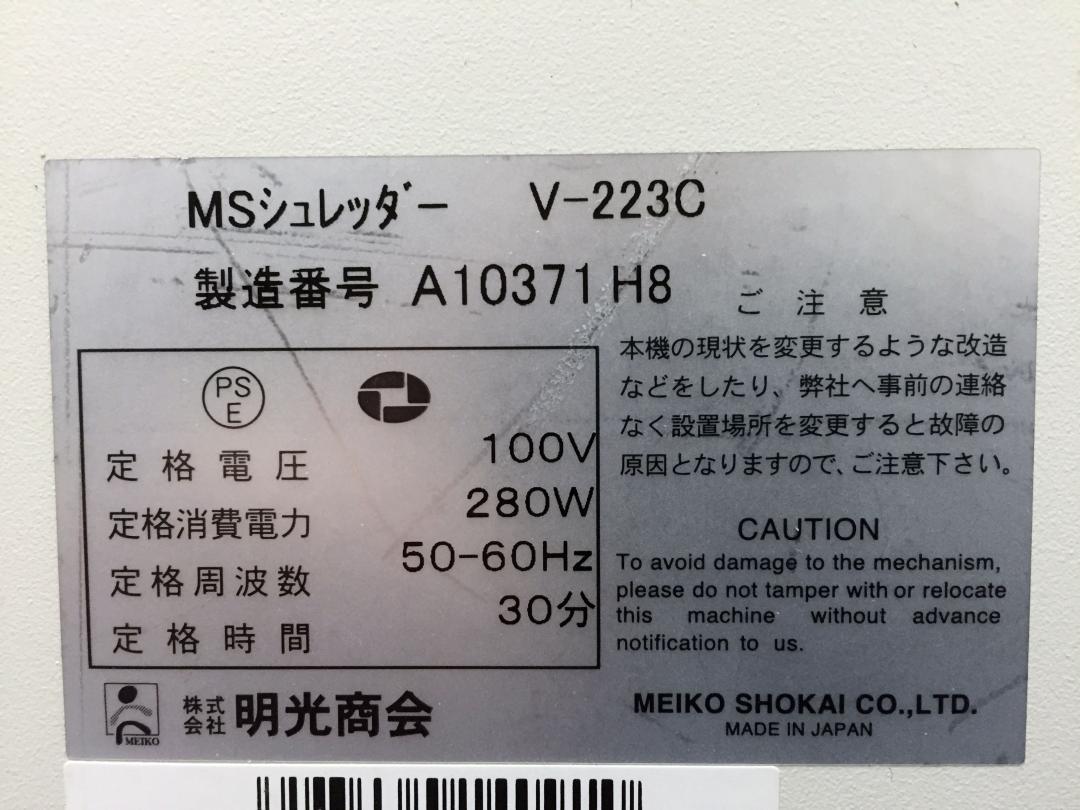 MSシュレッダー V-223C
製造番号 A10371H8
PS
E
定格電圧 100V
定格消費電力 280W
定格周波数 50-60Hz
定格時間 30分
ご注意
本機の現状を変更するような改造
などをしたり、弊社へ事前の連絡
なく設置場所を変更すると故障の
原因となりますので、ご注意下さい。
CAUTION
To avoid damage to the mechanism,
please do not tamper with or relocate
this machine without advance
notification to us.
MEIKO
株式
会社 明光商会
MEIKO SHOKAI CO.,LTD.
MADE IN JAPAN